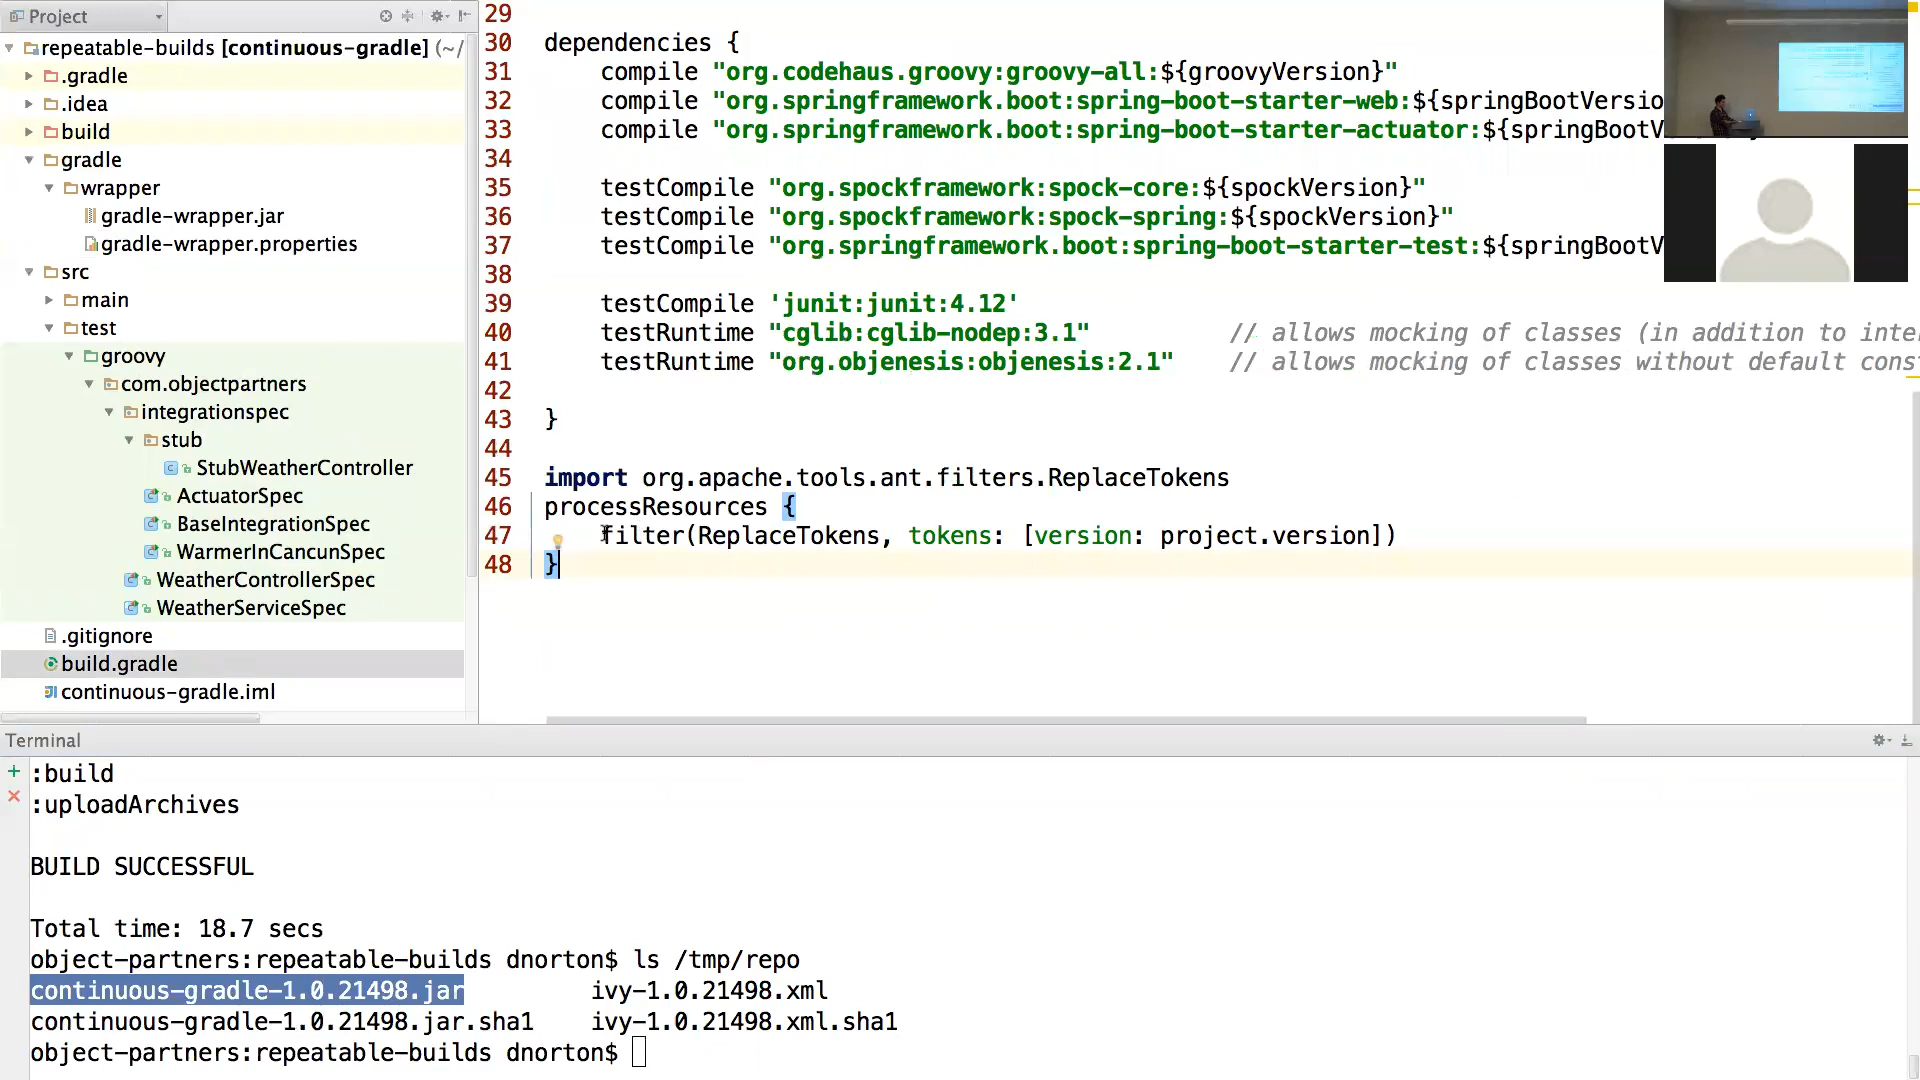 Project
repeatable-builds [continuous-gradle] (~/
.gradle
.idea
build
gradle
wrapper
gradle-wrapper.jar
gradle-wrapper.properties
src
main
test
groovy
com.objectpartners
integrationspec
stub
StubWeatherController
ActuatorSpec
BaseIntegrationSpec
WarmerInCancunSpec
WeatherControllerSpec
WeatherServiceSpec
.gitignore
build.gradle
continuous-gradle.iml
29
30 dependencies {
31 compile "org.codehaus.groovy:groovy-all:${groovyVersion}"
32 compile "org.springframework.boot:spring-boot-starter-web:${springBootVersio
33 compile "org.springframework.boot:spring-boot-starter-actuator:${springBootV
34
35 testCompile "org.spockframework:spock-core:${spockVersion}"
36 testCompile "org.spockframework:spock-spring:${spockVersion}"
37 testCompile "org.springframework.boot:spring-boot-starter-test:${springBootV
38
39 testCompile 'junit:junit:4.12'
40 testRuntime "cglib:cglib-nodep:3.1" // allows mocking of classes (in addition to inter
41 testRuntime "org.objenesis:objenesis:2.1" // allows mocking of classes without default cons
42
43 }
44
45 import org.apache.tools.ant.filters.ReplaceTokens
46 processResources {
47 filter(ReplaceTokens, tokens: [version: project.version])
48 }
Terminal
:build
:uploadArchives
BUILD SUCCESSFUL
Total time: 18.7 secs
object-partners:repeatable-builds dnorton$ ls /tmp/repo
continuous-gradle-1.0.21498.jar ivy-1.0.21498.xml
continuous-gradle-1.0.21498.jar.sha1 ivy-1.0.21498.xml.sha1
object-partners:repeatable-builds dnorton$